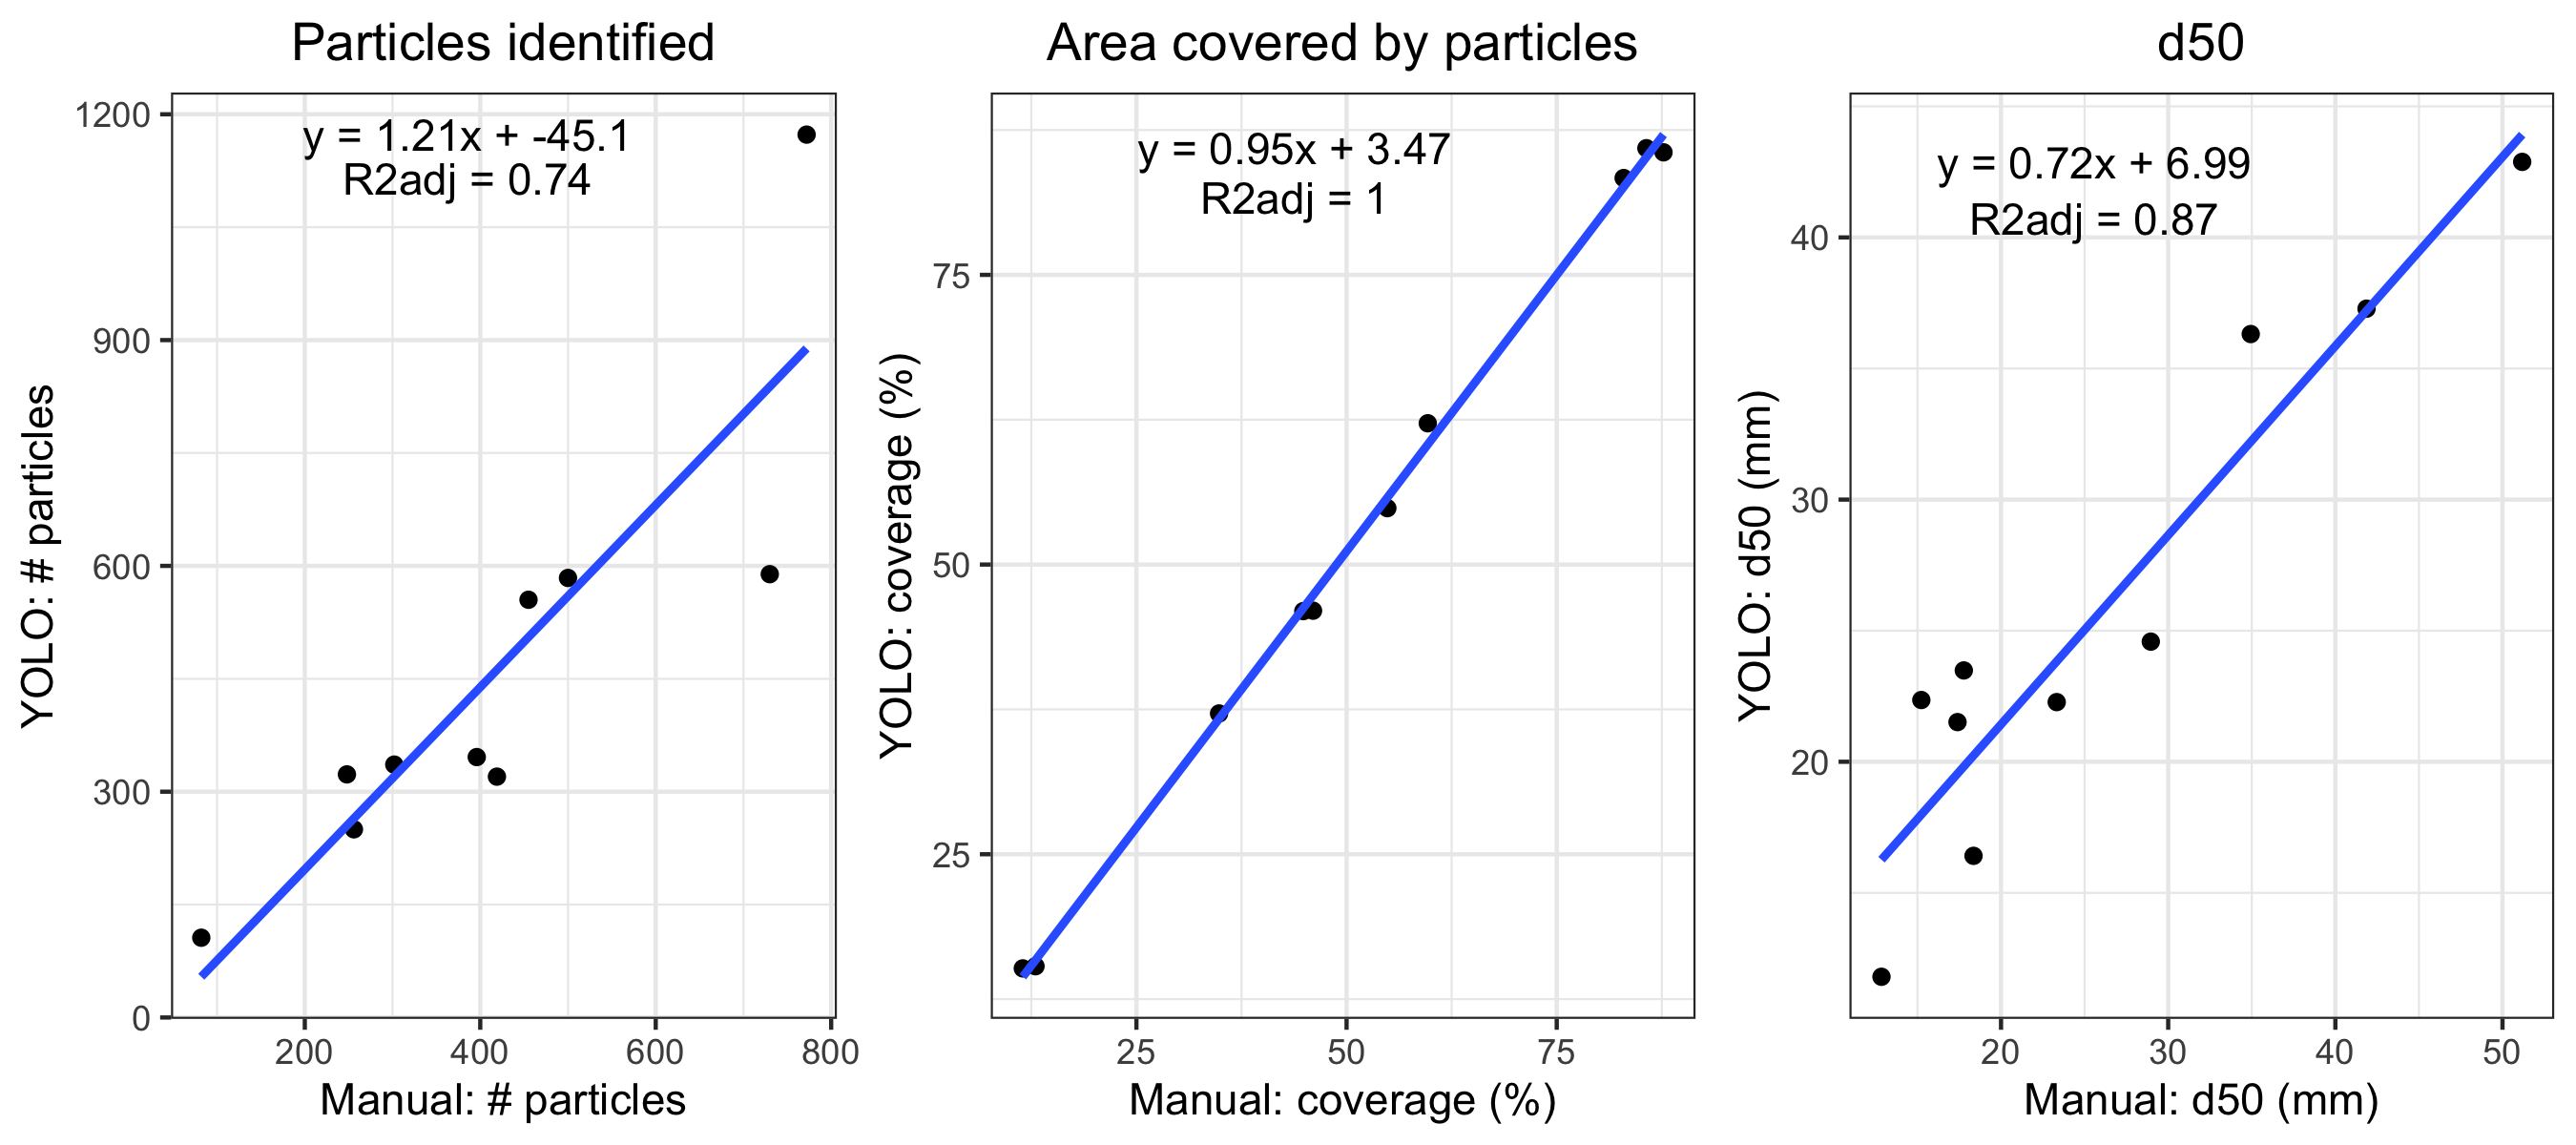 Particles identified
1200
900
600
300
0
y = 1.21x + -45.1
R2adj = 0.74
YOLO: # particles
200 400 600 800
Manual: # particles
Area covered by particles
75
50
25
y = 0.95x + 3.47
R2adj = 1
YOLO: coverage (%)
25 50 75
Manual: coverage (%)
d50
40
30
20
y = 0.72x + 6.99
R2adj = 0.87
YOLO: d50 (mm)
20 30 40 50
Manual: d50 (mm)